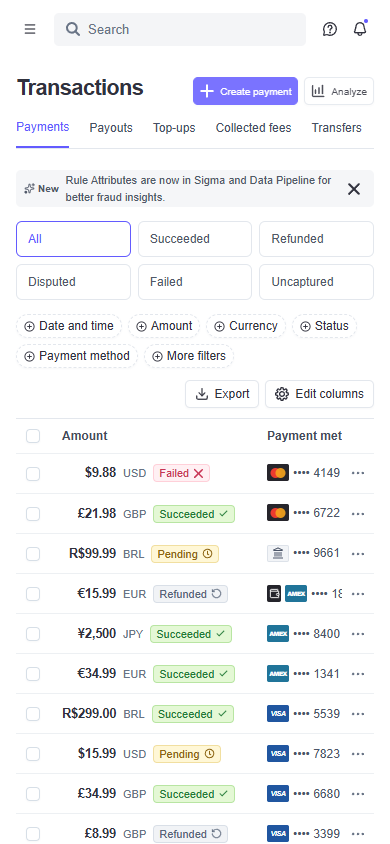 Search
Transactions
Create payment
Analyze
Payments Payouts Top-ups Collected fees Transfers
New Rule Attributes are now in Sigma and Data Pipeline for
better fraud insights.
All Succeeded Refunded
Disputed Failed Uncaptured
Date and time Amount Currency Status
Payment method More filters
Export Edit columns
Amount Payment met
$9.88 USD Failed •••• 4149
£21.98 GBP Succeeded •••• 6722
R$99.99 BRL Pending •••• 9661
€15.99 EUR Refunded AMEX •••• 18
¥2,500 JPY Succeeded AMEX •••• 8400
€34.99 EUR Succeeded AMEX •••• 1341
R$299.00 BRL Succeeded VISA •••• 5539
$15.99 USD Pending VISA •••• 7823
£34.99 GBP Succeeded VISA •••• 6680
£8.99 GBP Refunded VISA •••• 3399